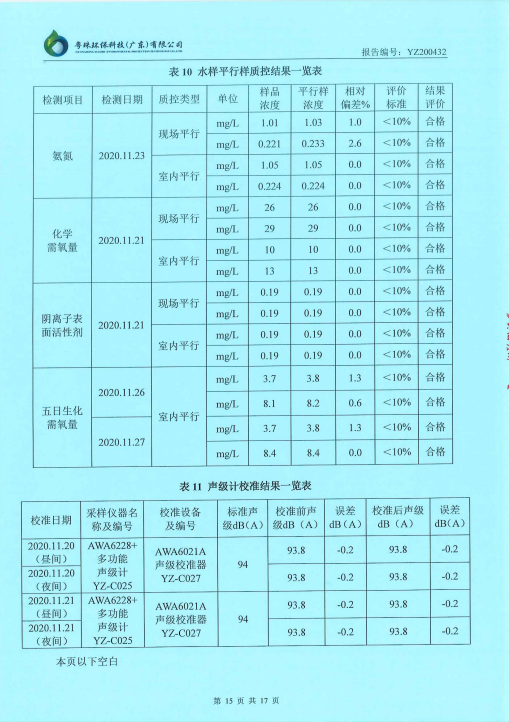 粤珠环保科技(广东)有限公司
报告编号：YZ200432
表 10 水样平行样质控结果一览表
检测项目 检测日期 质控类型 单位 样品浓度 平行样浓度 相对偏差% 评价标准 结果评价
氨氮 2020.11.23 现场平行 mg/L 1.01 1.03 1.0 ＜10% 合格
mg/L 0.221 0.233 2.6 ＜10% 合格
室内平行 mg/L 1.05 1.05 0.0 ＜10% 合格
mg/L 0.224 0.224 0.0 ＜10% 合格
化学需氧量 2020.11.21 现场平行 mg/L 26 26 0.0 ＜10% 合格
mg/L 29 29 0.0 ＜10% 合格
室内平行 mg/L 10 10 0.0 ＜10% 合格
mg/L 13 13 0.0 ＜10% 合格
阴离子表面活性剂 2020.11.21 现场平行 mg/L 0.19 0.19 0.0 ＜10% 合格
mg/L 0.19 0.19 0.0 ＜10% 合格
室内平行 mg/L 0.19 0.19 0.0 ＜10% 合格
mg/L 0.19 0.19 0.0 ＜10% 合格
五日生化需氧量 2020.11.26 室内平行 mg/L 3.7 3.8 1.3 ＜10% 合格
mg/L 8.1 8.2 0.6 ＜10% 合格
2020.11.27 mg/L 3.7 3.8 1.3 ＜10% 合格
mg/L 8.4 8.4 0.0 ＜10% 合格
表 11 声级计校准结果一览表
校准日期 采样仪器名称及编号 校准设备及编号 标准声级dB(A) 校准前声级dB（A） 误差dB(A) 校准后声级dB（A） 误差dB(A)
2020.11.20（昼间） AWA6228+多功能声级计YZ-C025 AWA6021A声级校准器YZ-C027 94 93.8 -0.2 93.8 -0.2
2020.11.20（夜间） 93.8 -0.2 93.8 -0.2
2020.11.21（昼间） AWA6228+多功能声级计YZ-C025 AWA6021A声级校准器YZ-C027 94 93.8 -0.2 93.8 -0.2
2020.11.21（夜间） 93.8 -0.2 93.8 -0.2
本页以下空白
第 15 页 共 17 页